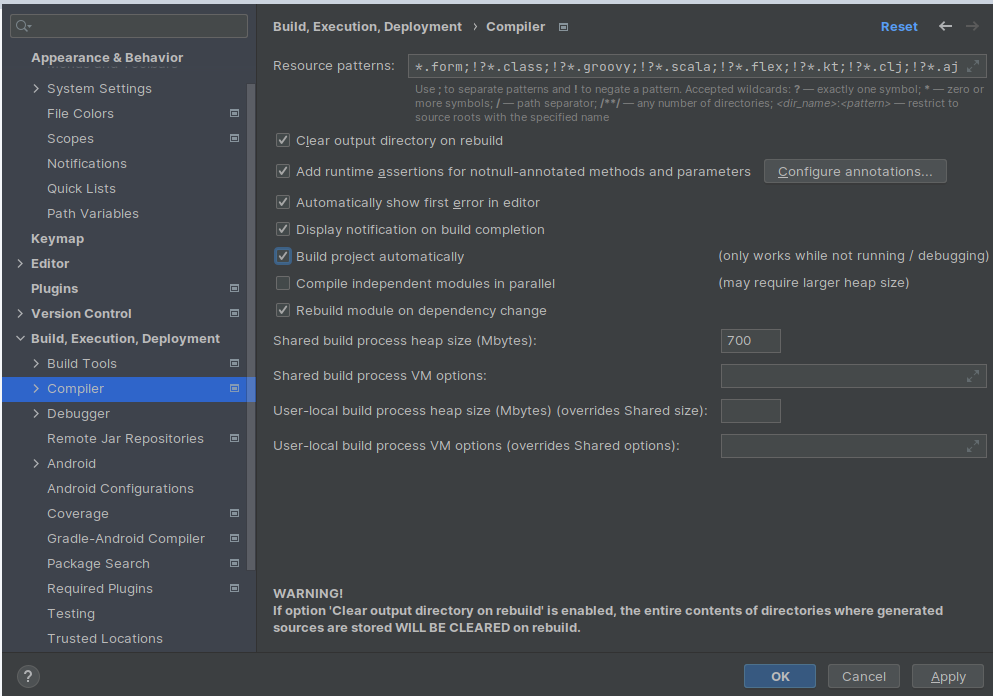 Build, Execution, Deployment › Compiler
Reset
Appearance & Behavior
System Settings
File Colors
Scopes
Notifications
Quick Lists
Path Variables
Keymap
Editor
Plugins
Version Control
Build, Execution, Deployment
Build Tools
Compiler
Debugger
Remote Jar Repositories
Android
Android Configurations
Coverage
Gradle-Android Compiler
Package Search
Required Plugins
Testing
Trusted Locations
Resource patterns: *.form;!?*.class;!?*.groovy;!?*.scala;!?*.flex;!?*.kt;!?*.clj;!?*.aj
Use ; to separate patterns and ! to negate a pattern. Accepted wildcards: ? — exactly one symbol; * — zero or
more symbols; / — path separator; /**/ — any number of directories; <dir_name>:<pattern> — restrict to
source roots with the specified name
Clear output directory on rebuild
Add runtime assertions for notnull-annotated methods and parameters Configure annotations...
Automatically show first error in editor
Display notification on build completion
Build project automatically (only works while not running / debugging)
Compile independent modules in parallel (may require larger heap size)
Rebuild module on dependency change
Shared build process heap size (Mbytes): 700
Shared build process VM options:
User-local build process heap size (Mbytes) (overrides Shared size):
User-local build process VM options (overrides Shared options):
WARNING!
If option 'Clear output directory on rebuild' is enabled, the entire contents of directories where generated
sources are stored WILL BE CLEARED on rebuild.
?
OK
Cancel
Apply